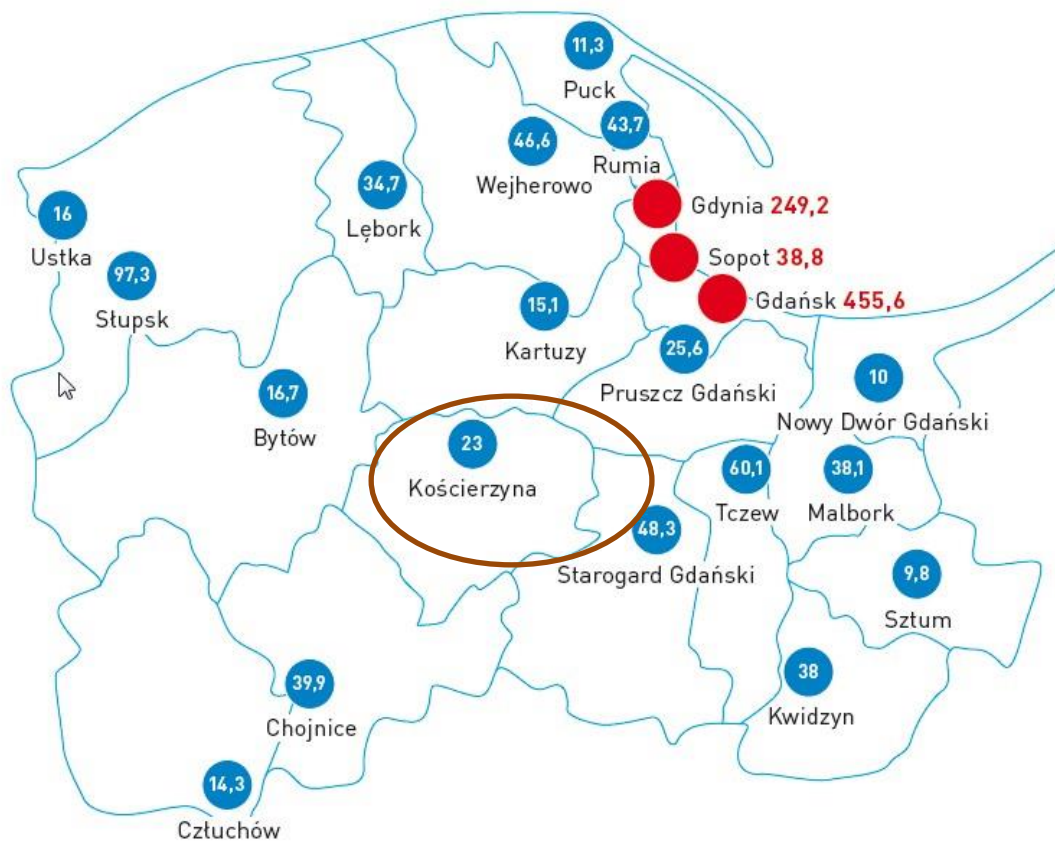 11,3
Puck
43,7
Rumia
46,6
Wejherowo
34,7
Lębork
Gdynia 249,2
16
Ustka
Sopot 38,8
97,3
Słupsk
Gdańsk 455,6
15,1
Kartuzy
25,6
Pruszcz Gdański
16,7
Bytów
10
Nowy Dwór Gdański
23
Kościerzyna
60,1
Tczew
38,1
Malbork
48,3
Starogard Gdański
9,8
Sztum
39,9
Chojnice
38
Kwidzyn
14,3
Człuchów